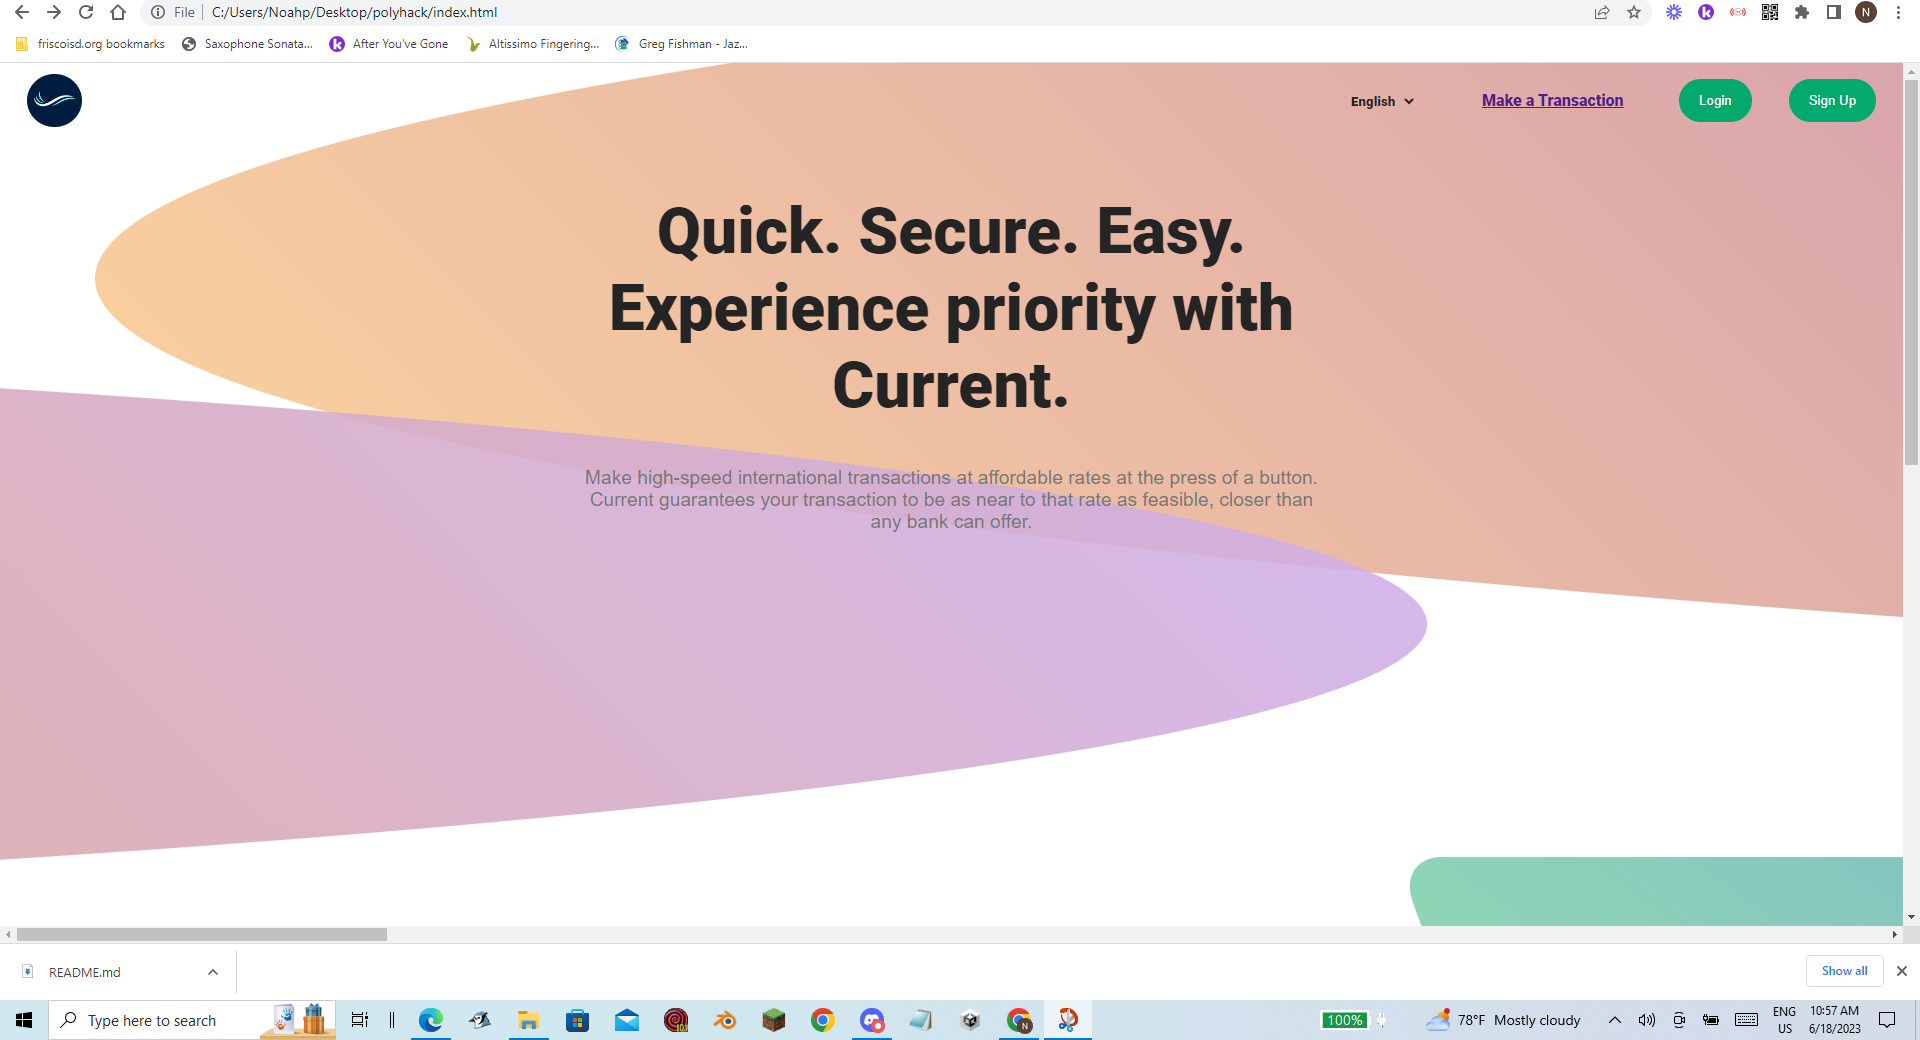 File
C:/Users/Noahp/Desktop/polyhack/index.html
N
friscoisd.org bookmarks
Saxophone Sonata...
k
After You've Gone
Altissimo Fingering...
Greg Fishman - Jaz...
English
Make a Transaction
Login
Sign Up
Quick. Secure. Easy.
Experience priority with
Current.
Make high-speed international transactions at affordable rates at the press of a button.
Current guarantees your transaction to be as near to that rate as feasible, closer than
any bank can offer.
README.md
Show all
Type here to search
101
N
100%
78°F Mostly cloudy
ENG
US
10:57 AM
6/18/2023